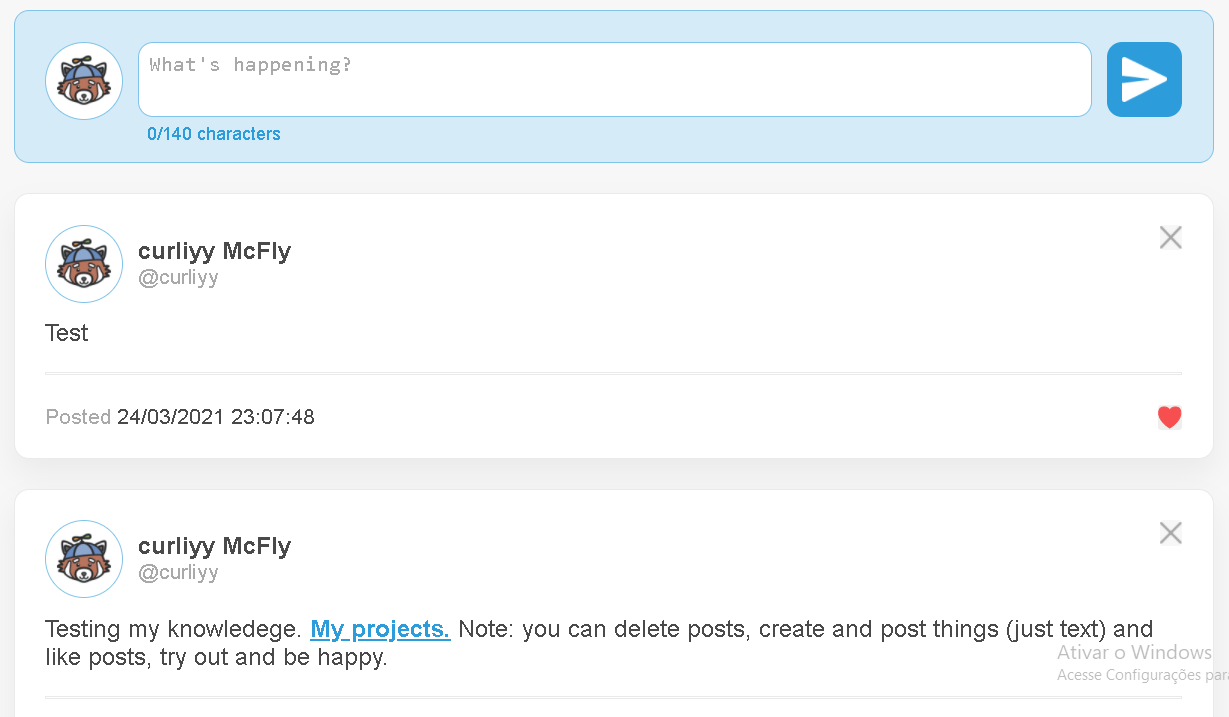 What's happening?
0/140 characters
curliyy McFly
@curliyy
Test
Posted 24/03/2021 23:07:48
curliyy McFly
@curliyy
Testing my knowledege. My projects. Note: you can delete posts, create and post things (just text) and
like posts, try out and be happy.
Ativar o Windows
Acesse Configurações par